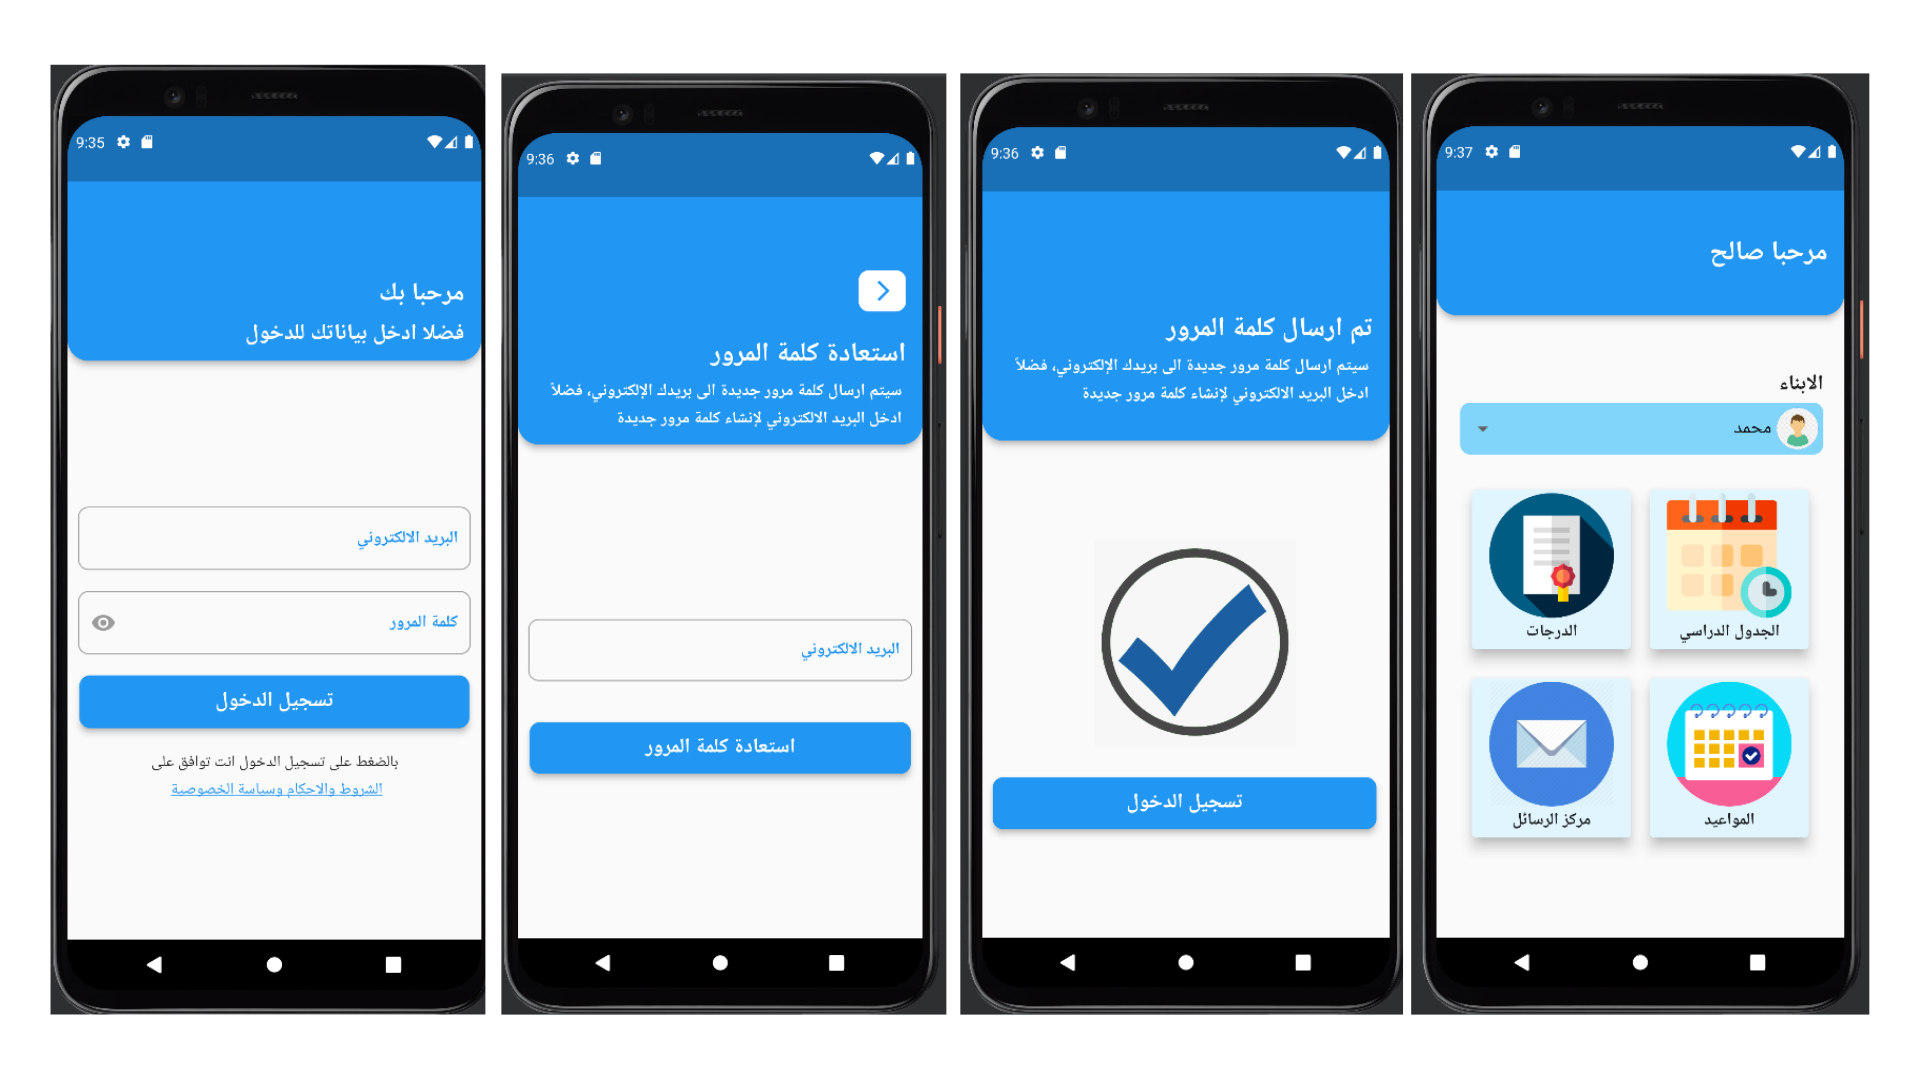 9:35
مرحبا بك
فضلا ادخل بياناتك للدخول
البريد الالكتروني
كلمة المرور
تسجيل الدخول
بالضغط على تسجيل الدخول انت توافق على
الشروط والاحكام وسياسة الخصوصية
9:36
استعادة كلمة المرور
سيتم ارسال كلمة مرور جديدة الى بريدك الإلكتروني، فضلاً
ادخل البريد الالكتروني لإنشاء كلمة مرور جديدة
البريد الالكتروني
استعادة كلمة المرور
9:36
تم ارسال كلمة المرور
سيتم ارسال كلمة مرور جديدة الى بريدك الإلكتروني، فضلاً
ادخل البريد الالكتروني لإنشاء كلمة مرور جديدة
تسجيل الدخول
9:37
مرحبا صالح
الابناء
محمد
الجدول الدراسي
الدرجات
المواعيد
مركز الرسائل